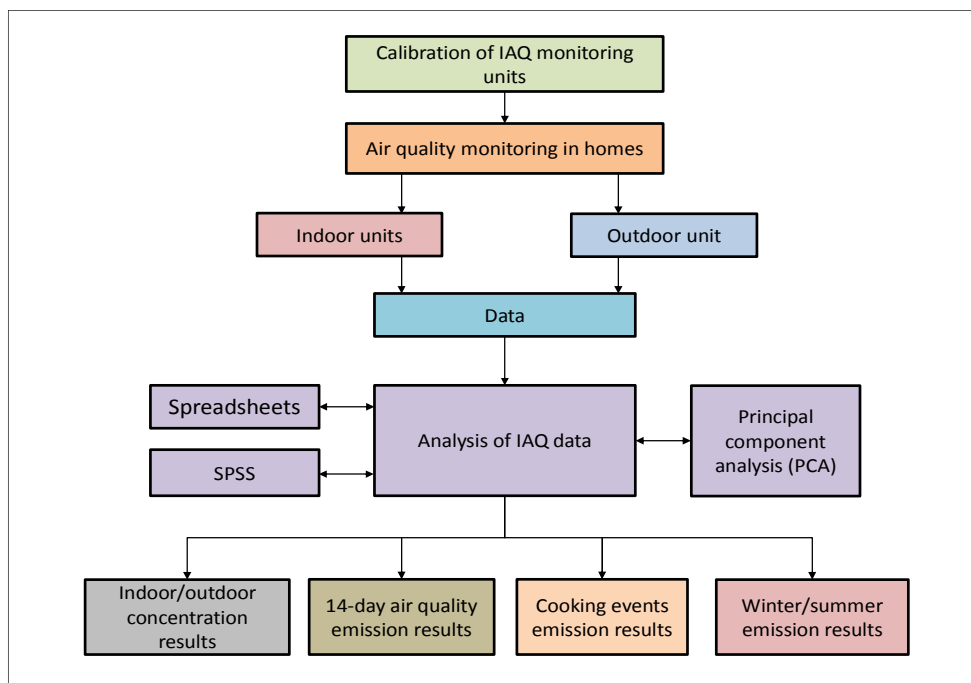 Calibration of IAQ monitoring
units
Air quality monitoring in homes
Indoor units
Outdoor unit
Data
Spreadsheets
SPSS
Analysis of IAQ data
Principal
component
analysis (PCA)
Indoor/outdoor
concentration
results
14-day air quality
emission results
Cooking events
emission results
Winter/summer
emission results